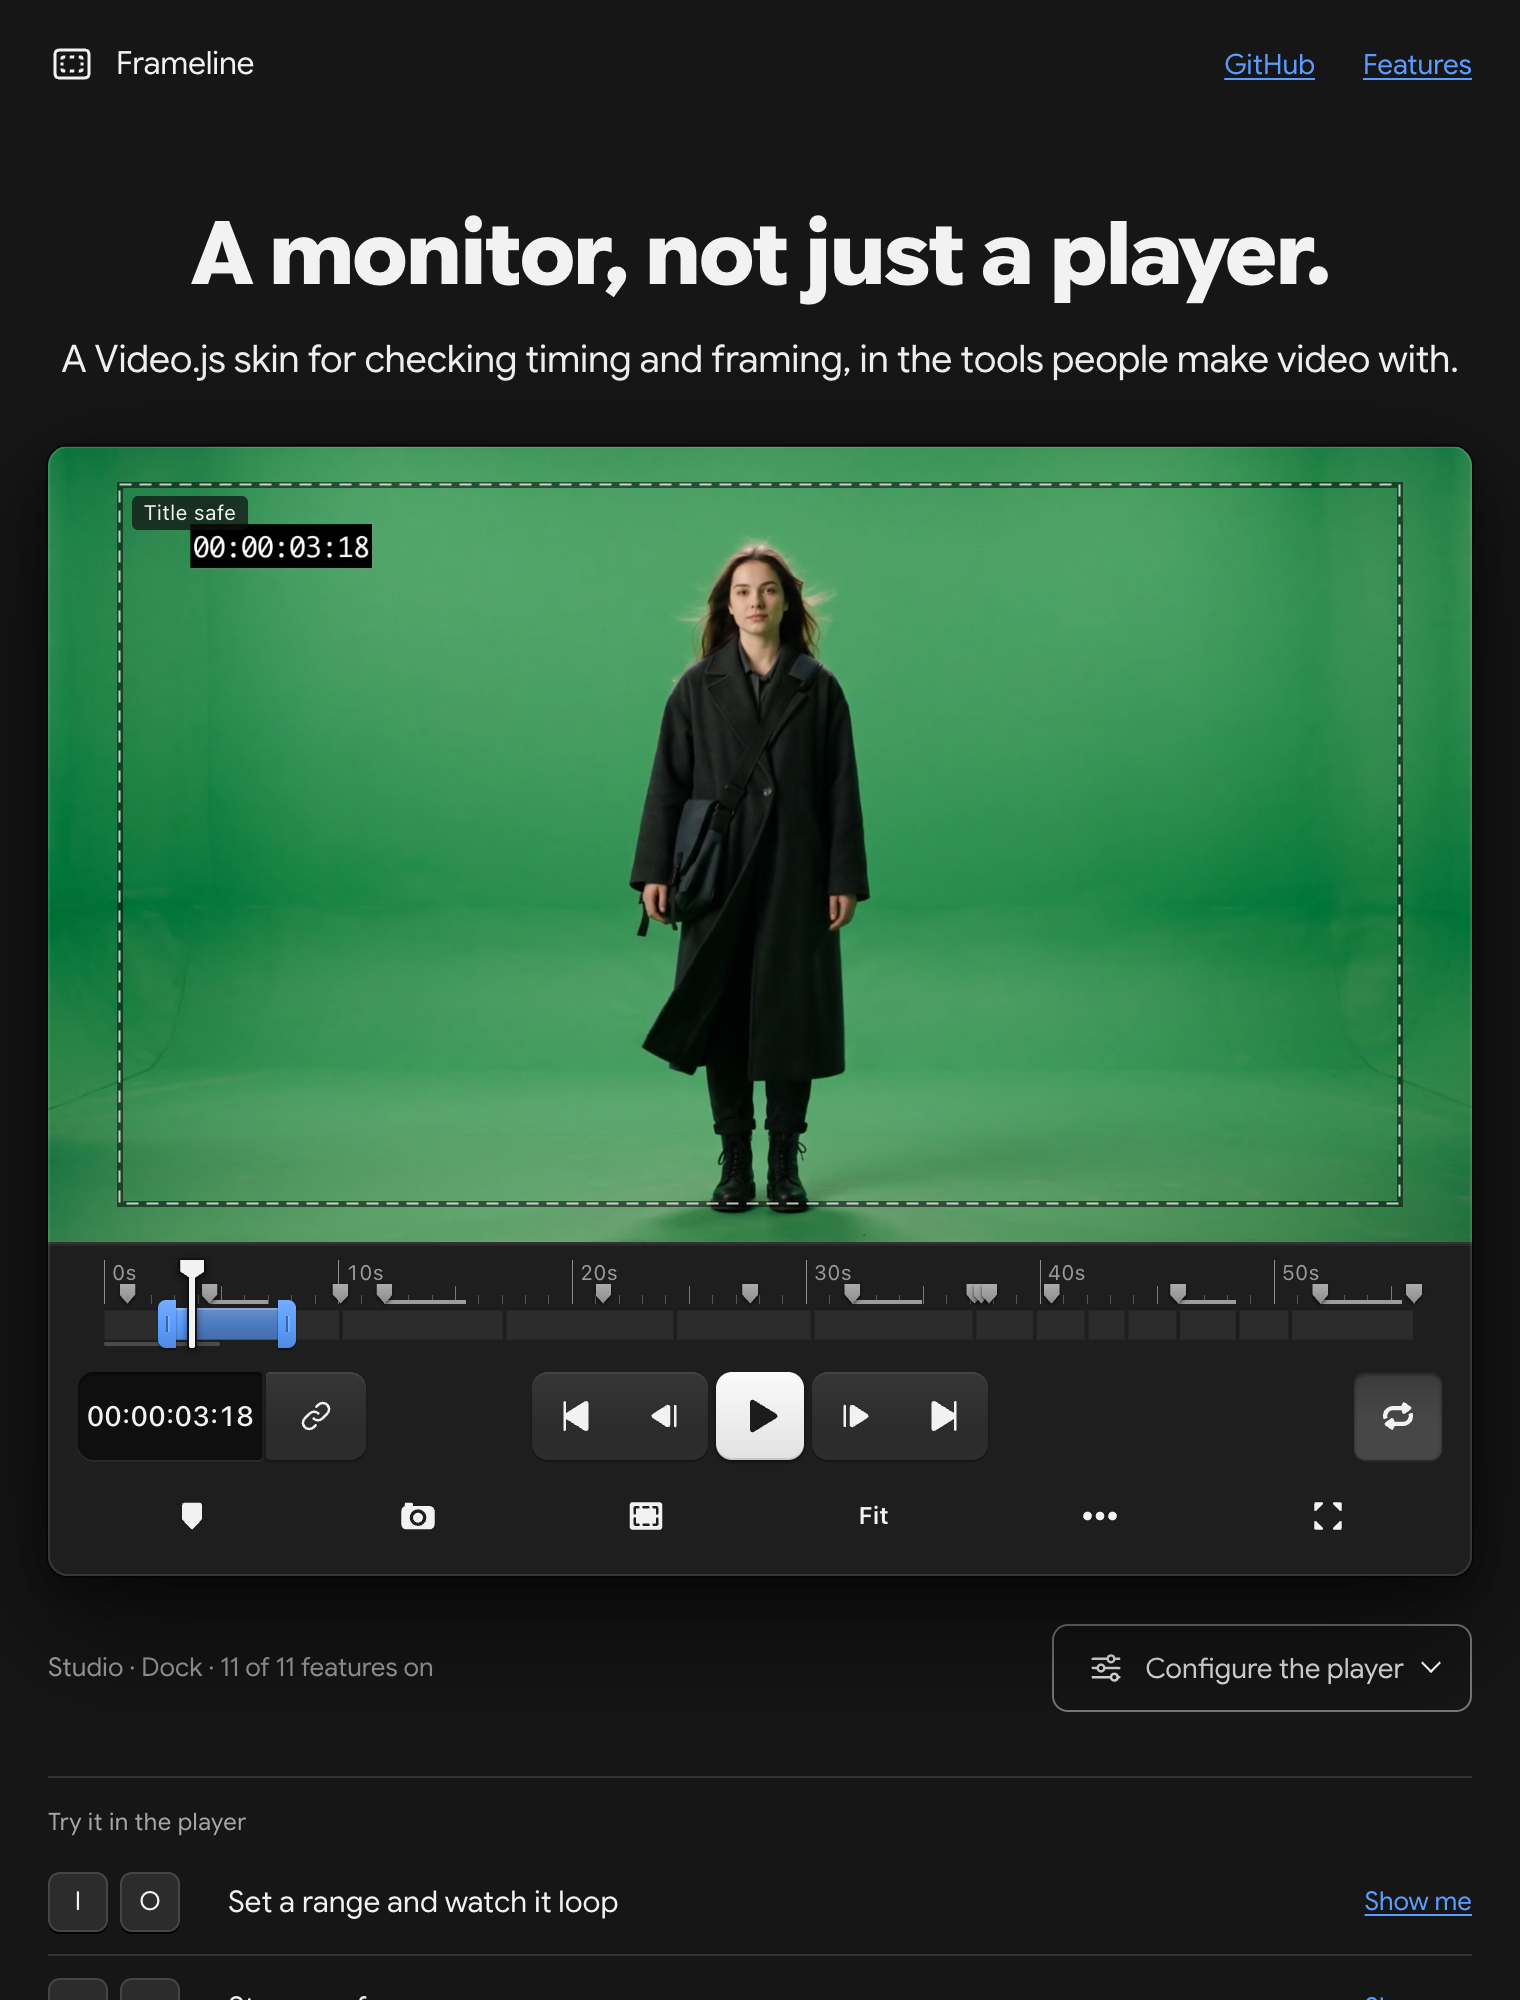 Frameline
GitHub Features
A monitor, not just a player.
A Video.js skin for checking timing and framing, in the tools people make video with.
Title safe
00:00:03:18
0s 10s 20s 30s 40s 50s
00:00:03:18
Fit
Studio · Dock · 11 of 11 features on
Configure the player
Try it in the player
I O Set a range and watch it loop Show me